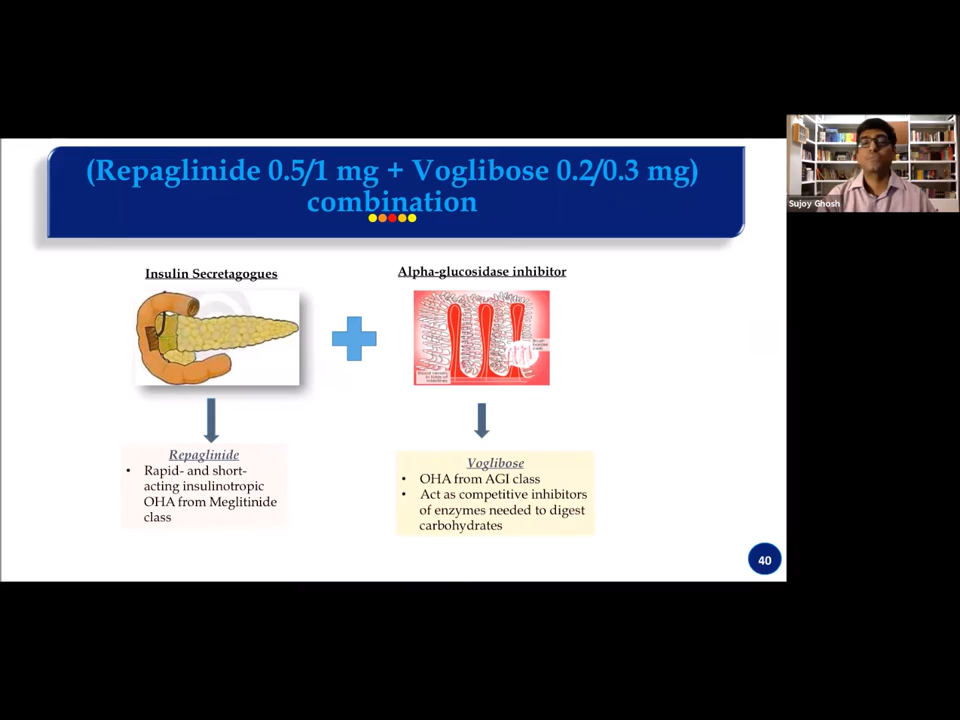 (Repaglinide 0.5/1 mg + Voglibose 0.2/0.3 mg)
combination
Sujoy Ghosh
Insulin Secretagogues
Alpha-glucosidase inhibitor
Repaglinide
• Rapid- and short-
acting insulinotropic
OHA from Meglitinide
class
Voglibose
• OHA from AGI class
• Act as competitive inhibitors
of enzymes needed to digest
carbohydrates
40